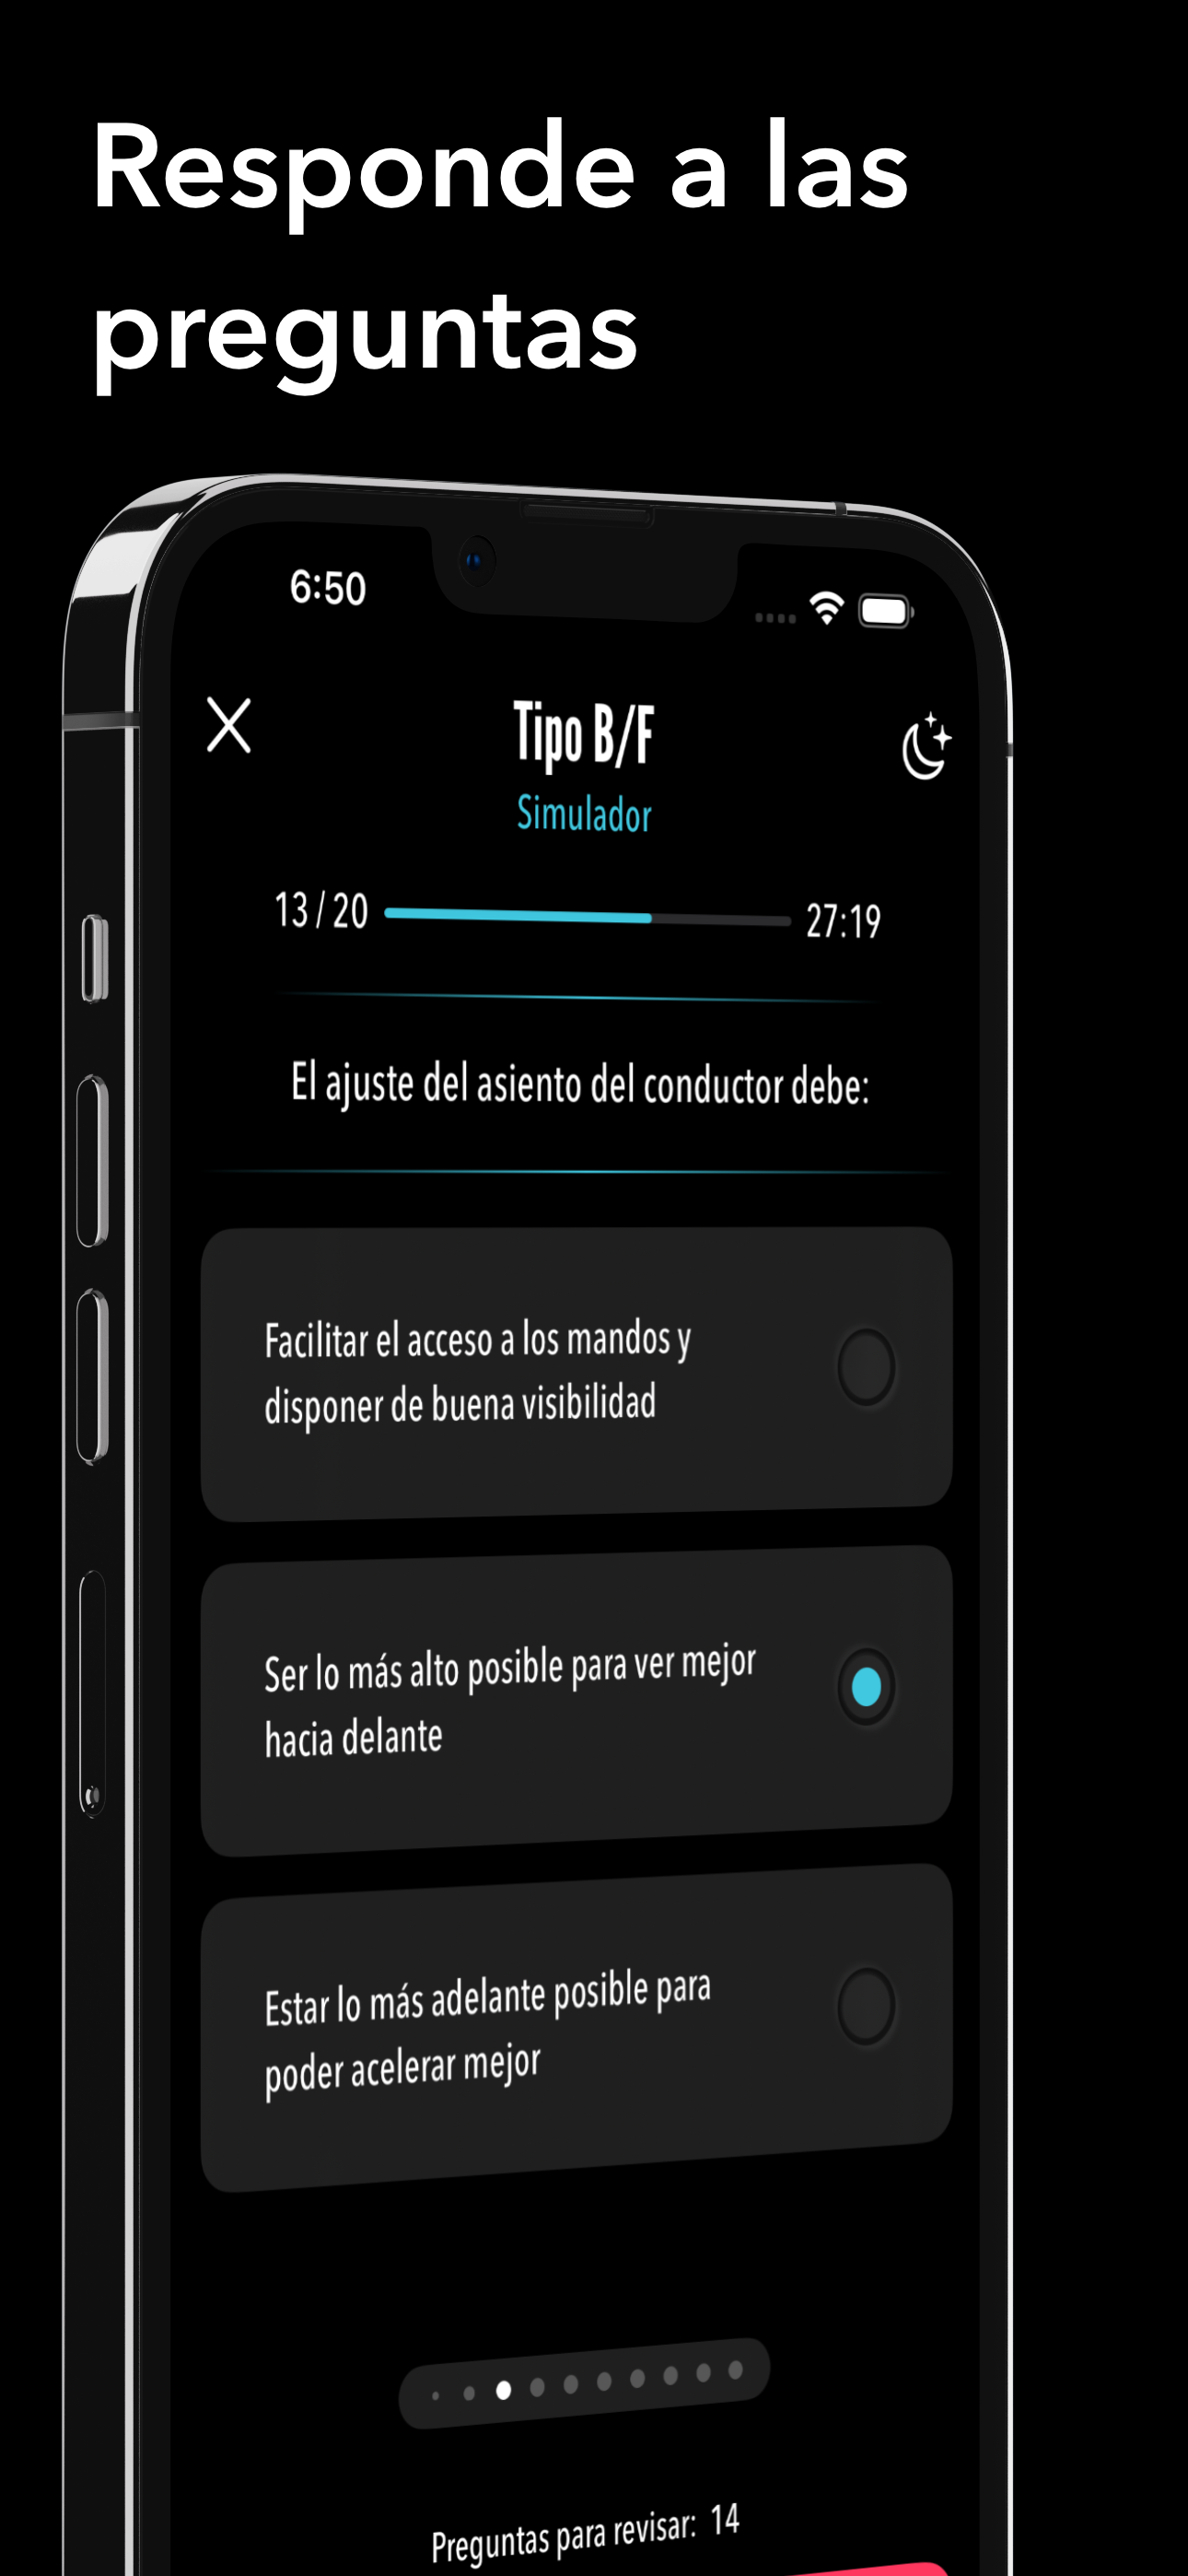 Responde a las
preguntas
6:50
Tipo B/F
Simulador
13 / 20
27:19
El ajuste del asiento del conductor debe:
Facilitar el acceso a los mandos y
disponer de buena visibilidad
Ser lo más alto posible para ver mejor
hacia delante
Estar lo más adelante posible para
poder acelerar mejor
Preguntas para revisar: 14